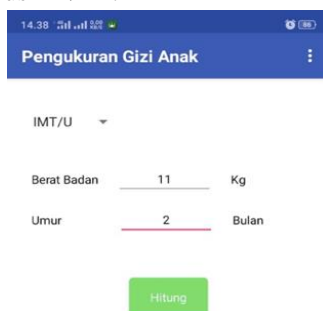 14.38
Pengukuran Gizi Anak
IMT/U
Berat Badan 11 Kg
Umur 2 Bulan
Hitung